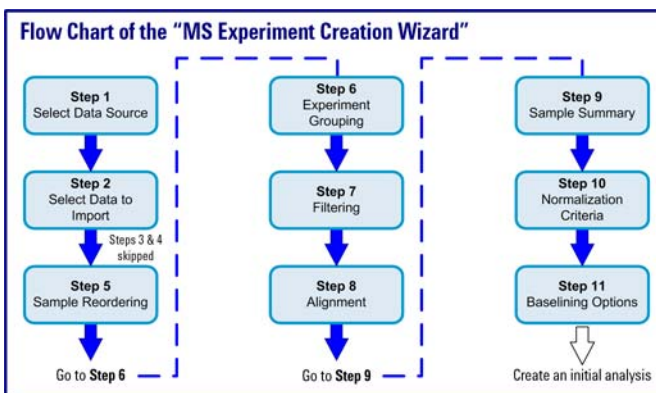 Flow Chart of the “MS Experiment Creation Wizard”
Step 1
Select Data Source
Step 2
Select Data to
Import
Steps 3 & 4
skipped
Step 5
Sample Reordering
Go to Step 6
Step 6
Experiment
Grouping
Step 7
Filtering
Step 8
Alignment
Go to Step 9
Step 9
Sample Summary
Step 10
Normalization
Criteria
Step 11
Baselining Options
Create an initial analysis